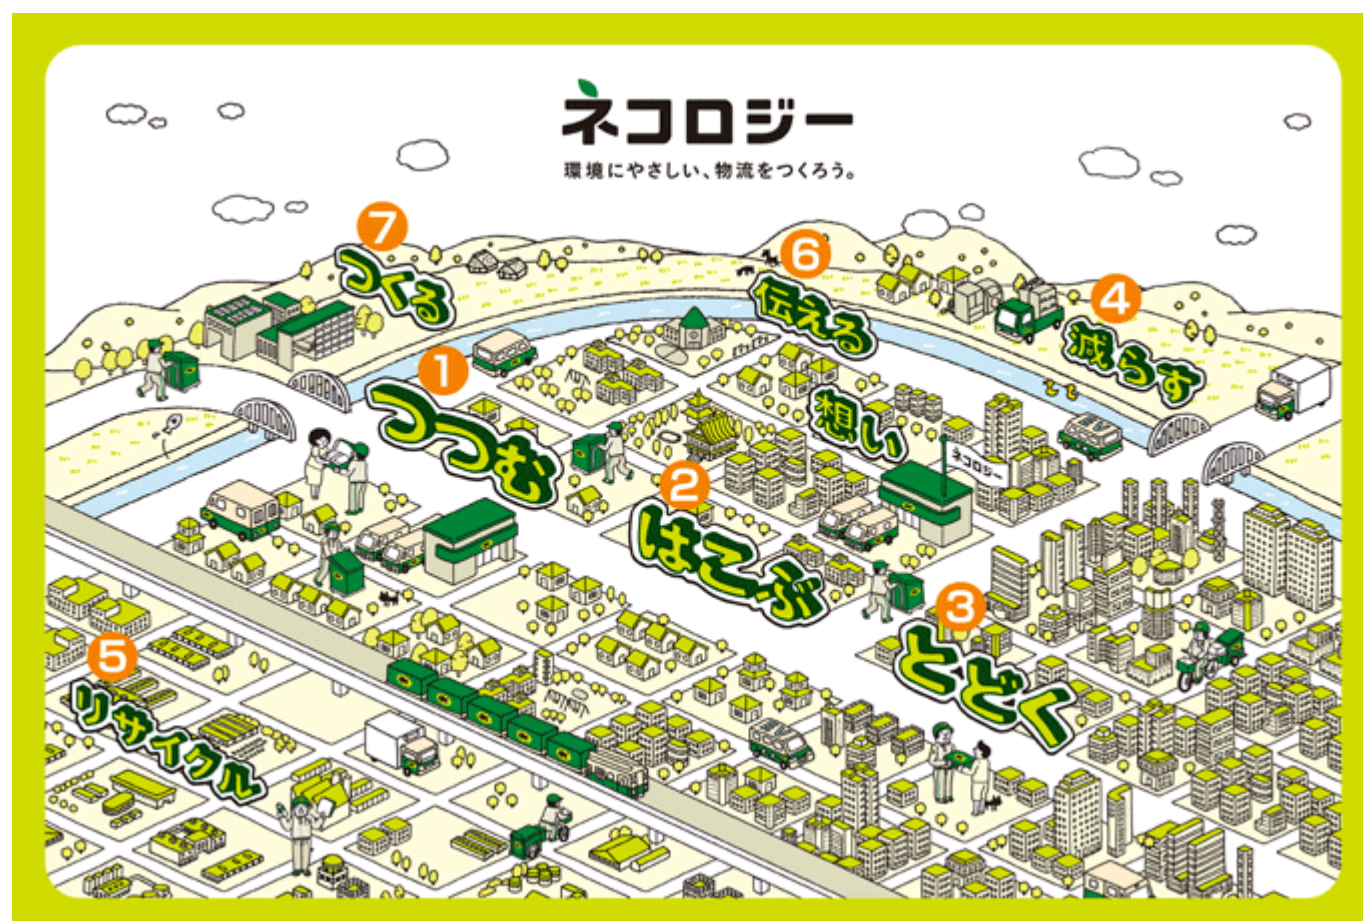 ネコロジー
環境にやさしい、物流をつくろう。
7
つくる
6
伝える
4
減らす
1
つつむ
想い
ネコロジー
2
はこぶ
3
とどく
5
リサイクル